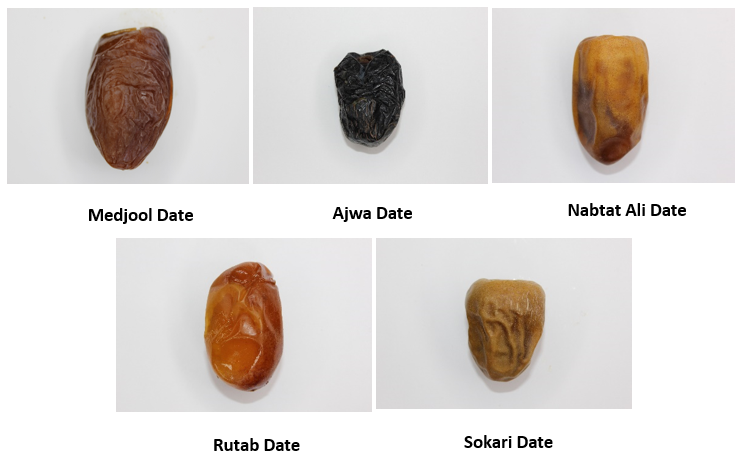 Medjool Date
Ajwa Date
Nabtat Ali Date
Rutab Date
Sokari Date